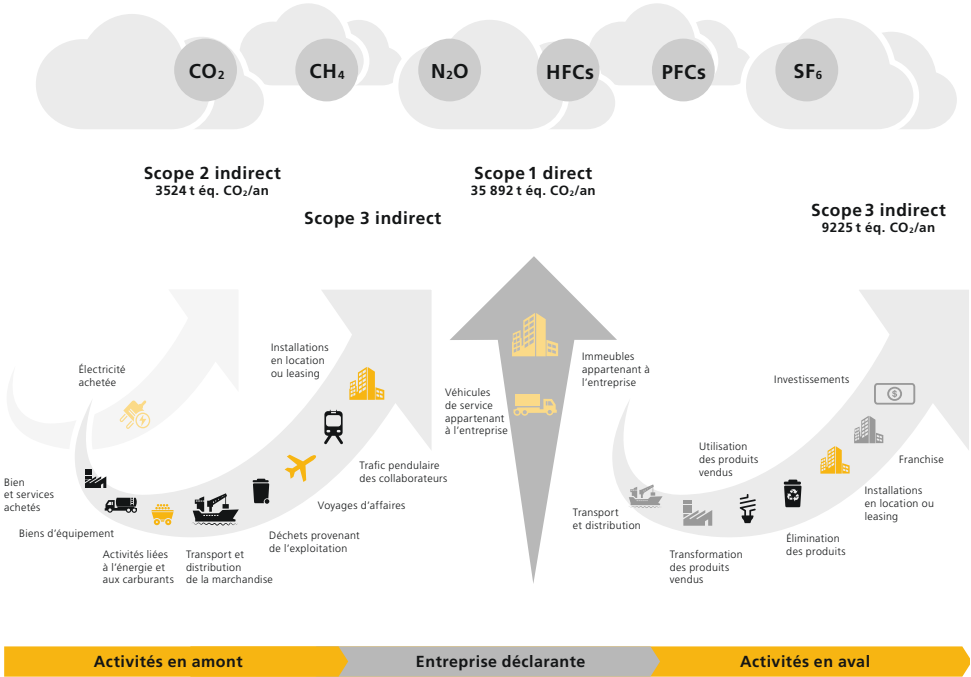 CO₂
CH₄
N₂O
HFCs
PFCs
SF₆
Scope 2 indirect
3524 t éq. CO₂/an
Scope 3 indirect
Scope 1 direct
35 892 t éq. CO₂/an
Scope 3 indirect
9225 t éq. CO₂/an
Électricité
achetée
Installations
en location
ou leasing
Bien
et services
achetés
Biens d'équipement
Activités liées
à l'énergie et
aux carburants
Transport et
distribution
de la marchandise
Déchets provenant
de l'exploitation
Voyages d'affaires
Trafic pendulaire
des collaborateurs
Véhicules
de service
appartenant
à l'entreprise
Immeubles
appartenant à
l'entreprise
Transport
et distribution
Transformation
des produits
vendus
Utilisation
des produits
vendus
Élimination
des produits
Installations
en location ou
leasing
Franchise
Investissements
$
Activités en amont
Entreprise déclarante
Activités en aval